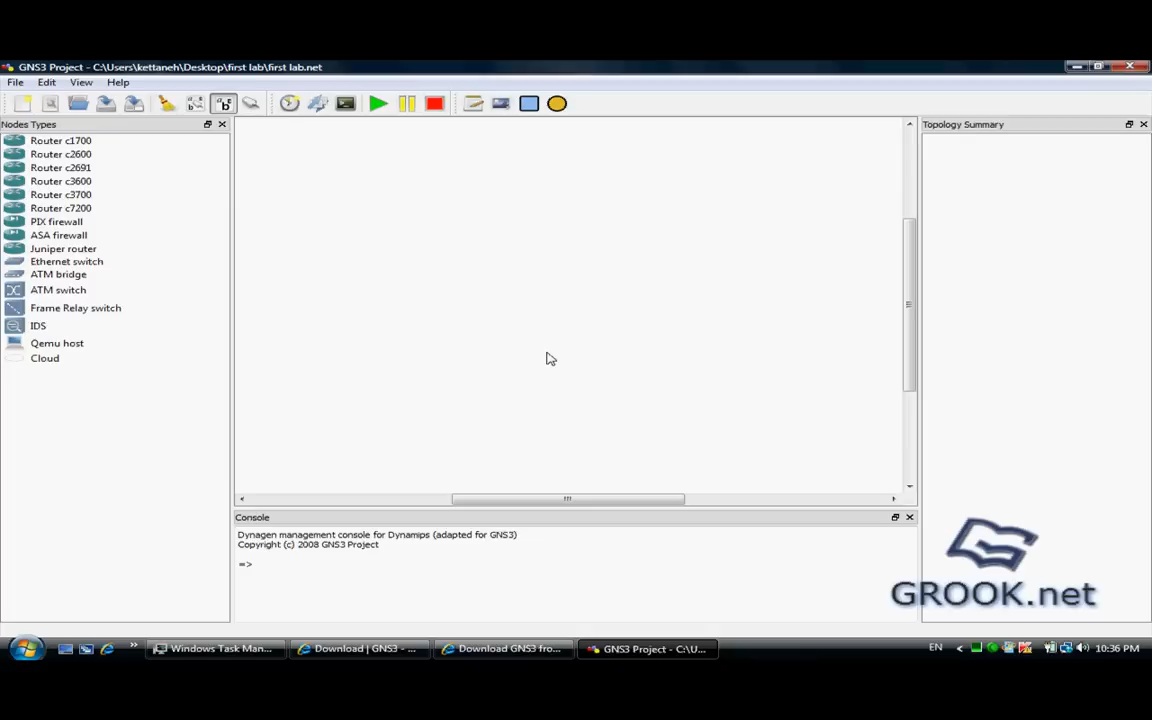 GNS3 Project - C:\Users\kettaneh\Desktop\first lab\first lab.net
File Edit View Help
Nodes Types
Topology Summary
Router c1700
Router c2600
Router c2691
Router c3600
Router c3700
Router c7200
PIX firewall
ASA firewall
Juniper router
Ethernet switch
ATM bridge
ATM switch
Frame Relay switch
IDS
Qemu host
Cloud
Console
Dynagen management console for Dynamips (adapted for GNS3)
Copyright (c) 2008 GNS3 Project
=>
GROOK.net
Windows Task Man...
Download | GNS3 - ...
Download GNS3 fro...
GNS3 Project - C:\U...
EN
10:36 PM